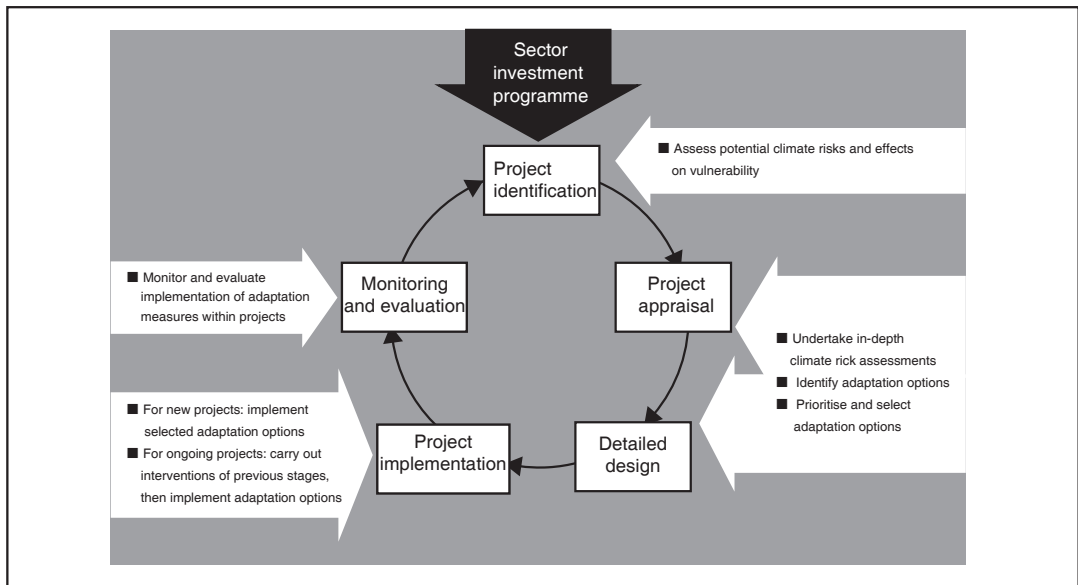 Sector
investment
programme
Project
identification
■ Assess potential climate risks and effects
on vulnerability
Project
appraisal
■ Undertake in-depth
climate rick assessments
■ Identify adaptation options
■ Prioritise and select
adaptation options
Detailed
design
Project
implementation
■ For new projects: implement
selected adaptation options
■ For ongoing projects: carry out
interventions of previous stages,
then implement adaptation options
Monitoring
and evaluation
■ Monitor and evaluate
implementation of adaptation
measures within projects